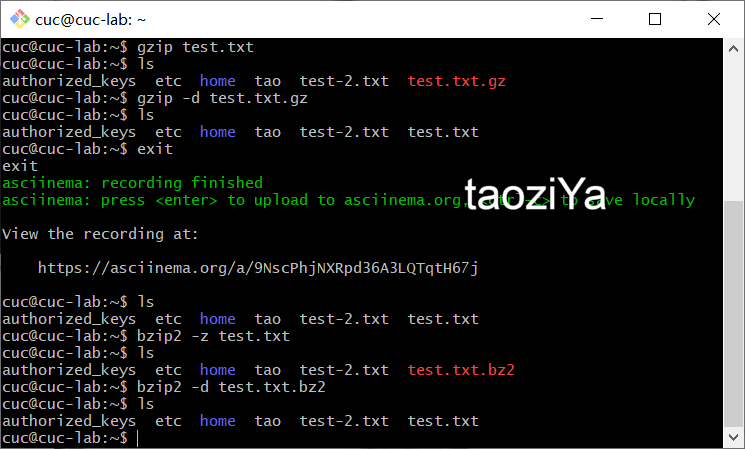 cuc@cuc-lab: ~
cuc@cuc-lab:~$ gzip test.txt
cuc@cuc-lab:~$ ls
authorized_keys  etc  home  tao  test-2.txt  test.txt.gz
cuc@cuc-lab:~$ gzip -d test.txt.gz
cuc@cuc-lab:~$ ls
authorized_keys  etc  home  tao  test-2.txt  test.txt
cuc@cuc-lab:~$ exit
exit
asciinema: recording finished
asciinema: press <enter> to upload to asciinema.org, to save locally
taoziYa
View the recording at:
https://asciinema.org/a/9NscPhjNXRpd36A3LQTqtH67j
cuc@cuc-lab:~$ ls
authorized_keys  etc  home  tao  test-2.txt  test.txt
cuc@cuc-lab:~$ bzip2 -z test.txt
cuc@cuc-lab:~$ ls
authorized_keys  etc  home  tao  test-2.txt  test.txt.bz2
cuc@cuc-lab:~$ bzip2 -d test.txt.bz2
cuc@cuc-lab:~$ ls
authorized_keys  etc  home  tao  test-2.txt  test.txt
cuc@cuc-lab:~$